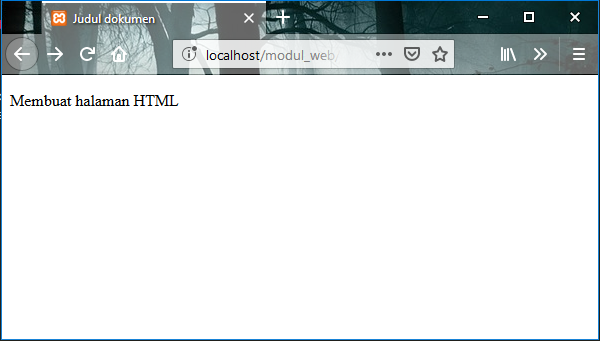 Judul dokumen
localhost/modul_web/
Membuat halaman HTML